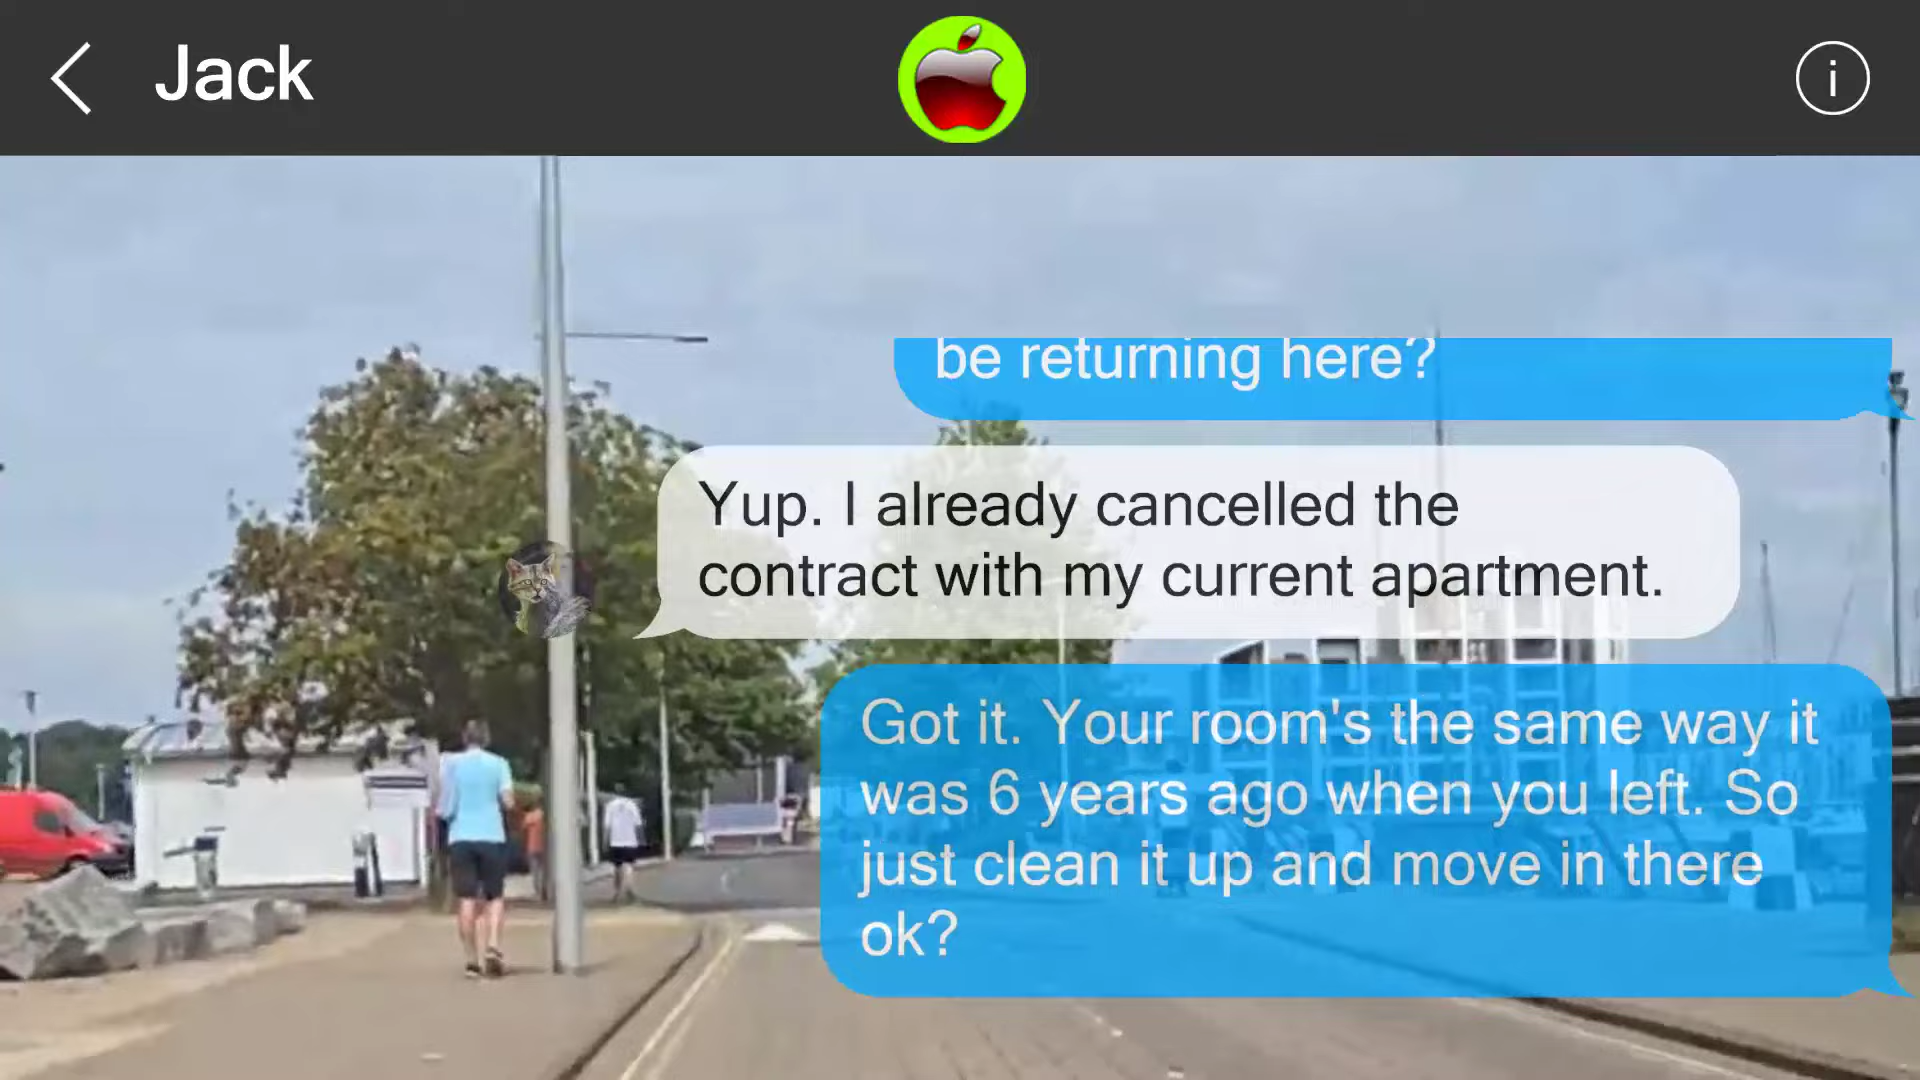 Jack
be returning here?
Yup. I already cancelled the
contract with my current apartment.
Got it. Your room's the same way it
was 6 years ago when you left. So
just clean it up and move in there
ok?